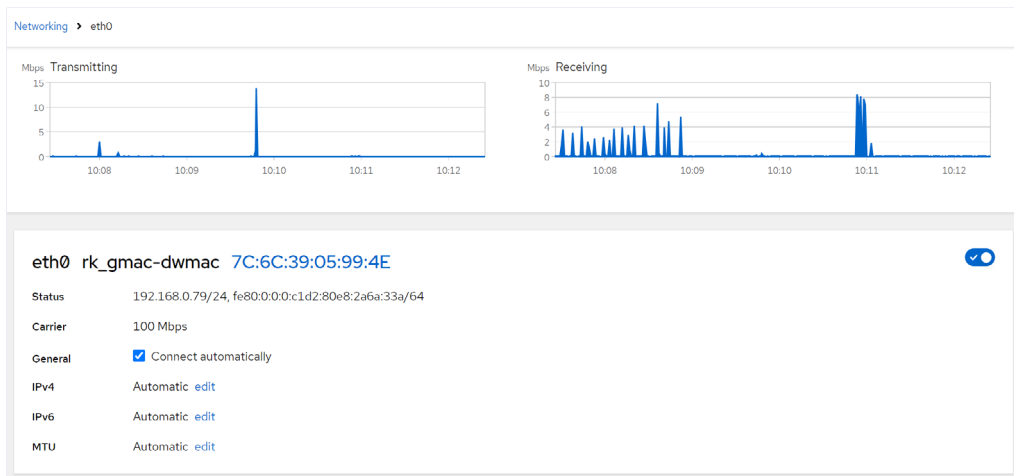 Networking > eth0
Mbps Transmitting
15
10
5
0
10:08 10:09 10:10 10:11 10:12
Mbps Receiving
10
8
6
4
2
0
10:08 10:09 10:10 10:11 10:12
eth0 rk_gmac-dwmac 7C:6C:39:05:99:4E
Status 192.168.0.79/24, fe80:0:0:0:c1d2:80e8:2a6a:33a/64
Carrier 100 Mbps
General Connect automatically
IPv4 Automatic edit
IPv6 Automatic edit
MTU Automatic edit